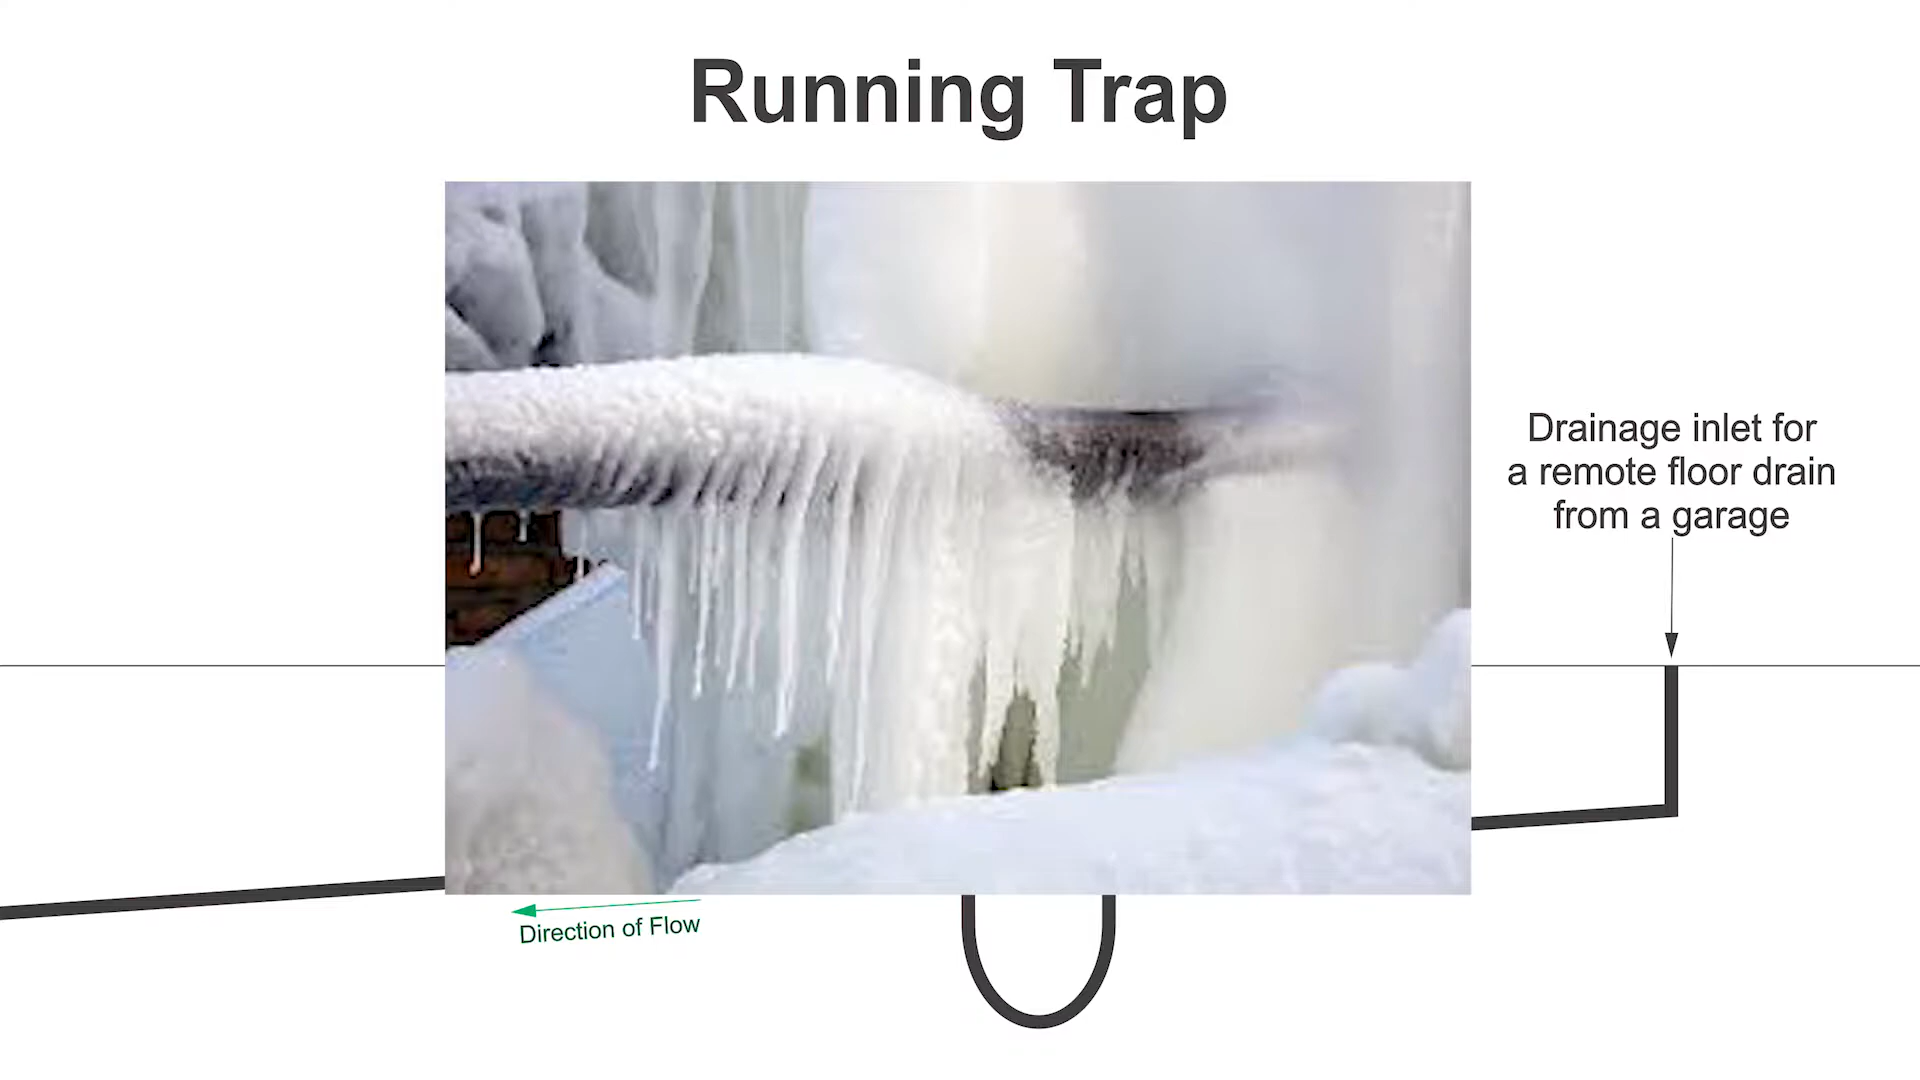 Running Trap
Drainage inlet for
a remote floor drain
from a garage
Direction of Flow